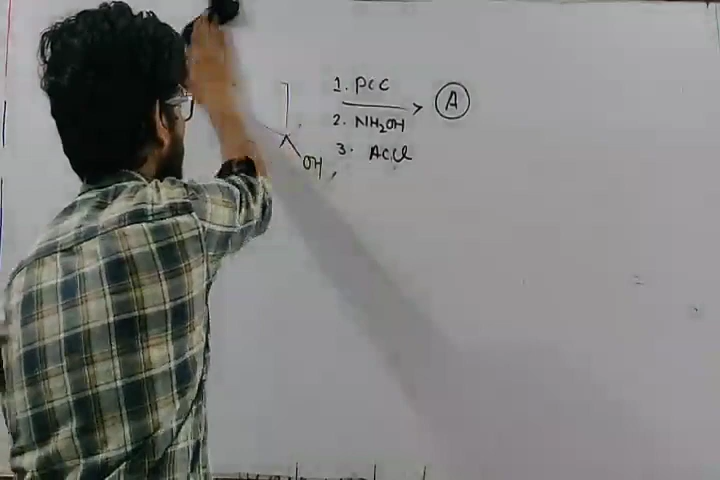 1. PCC
2. NH2OH
3. ACCl
A
OH